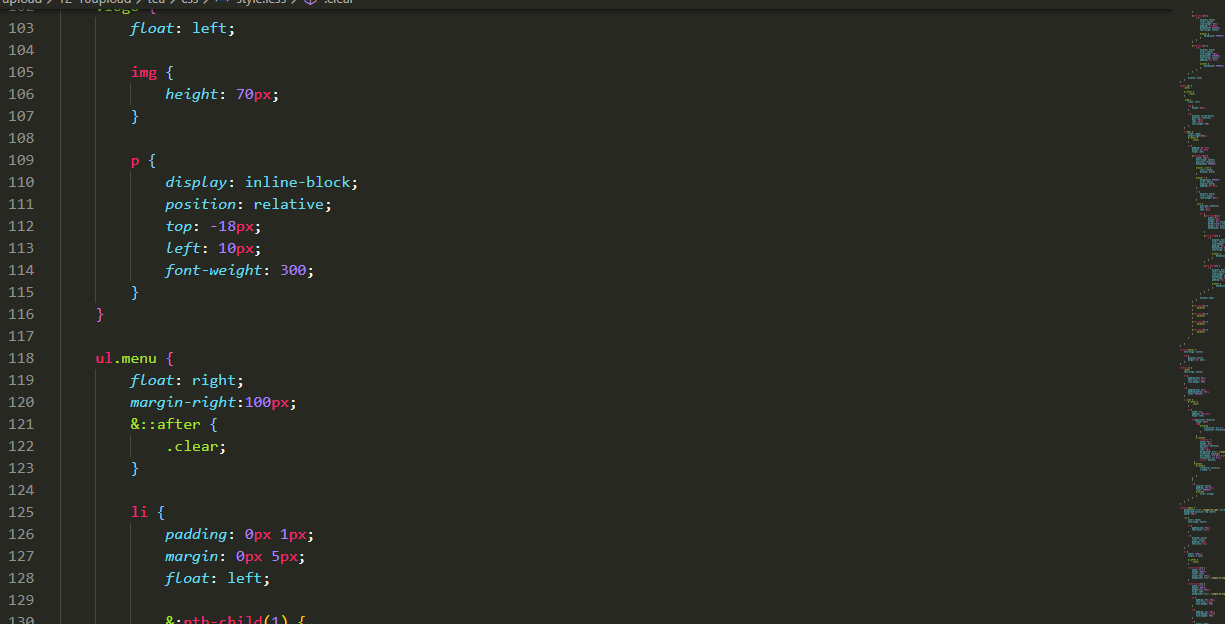 upload > 12-10upload > tea > css > style.less > .clear
102 .logo {
103 float: left;
104
105 img {
106 height: 70px;
107 }
108
109 p {
110 display: inline-block;
111 position: relative;
112 top: -18px;
113 left: 10px;
114 font-weight: 300;
115 }
116 }
117
118 ul.menu {
119 float: right;
120 margin-right:100px;
121 &::after {
122 .clear;
123 }
124
125 li {
126 padding: 0px 1px;
127 margin: 0px 5px;
128 float: left;
129
130 &:nth-child(1) {